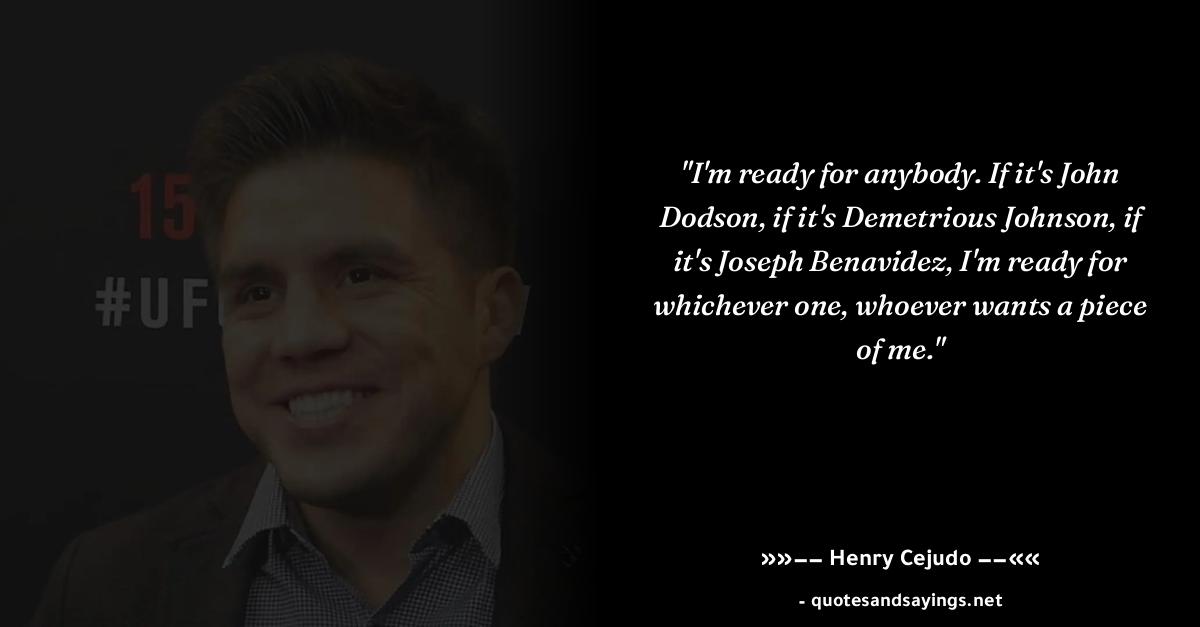 15
#UF
"I'm ready for anybody. If it's John
Dodson, if it's Demetrious Johnson, if
it's Joseph Benavidez, I'm ready for
whichever one, whoever wants a piece
of me."
»»–– Henry Cejudo ––««
- quotesandsayings.net